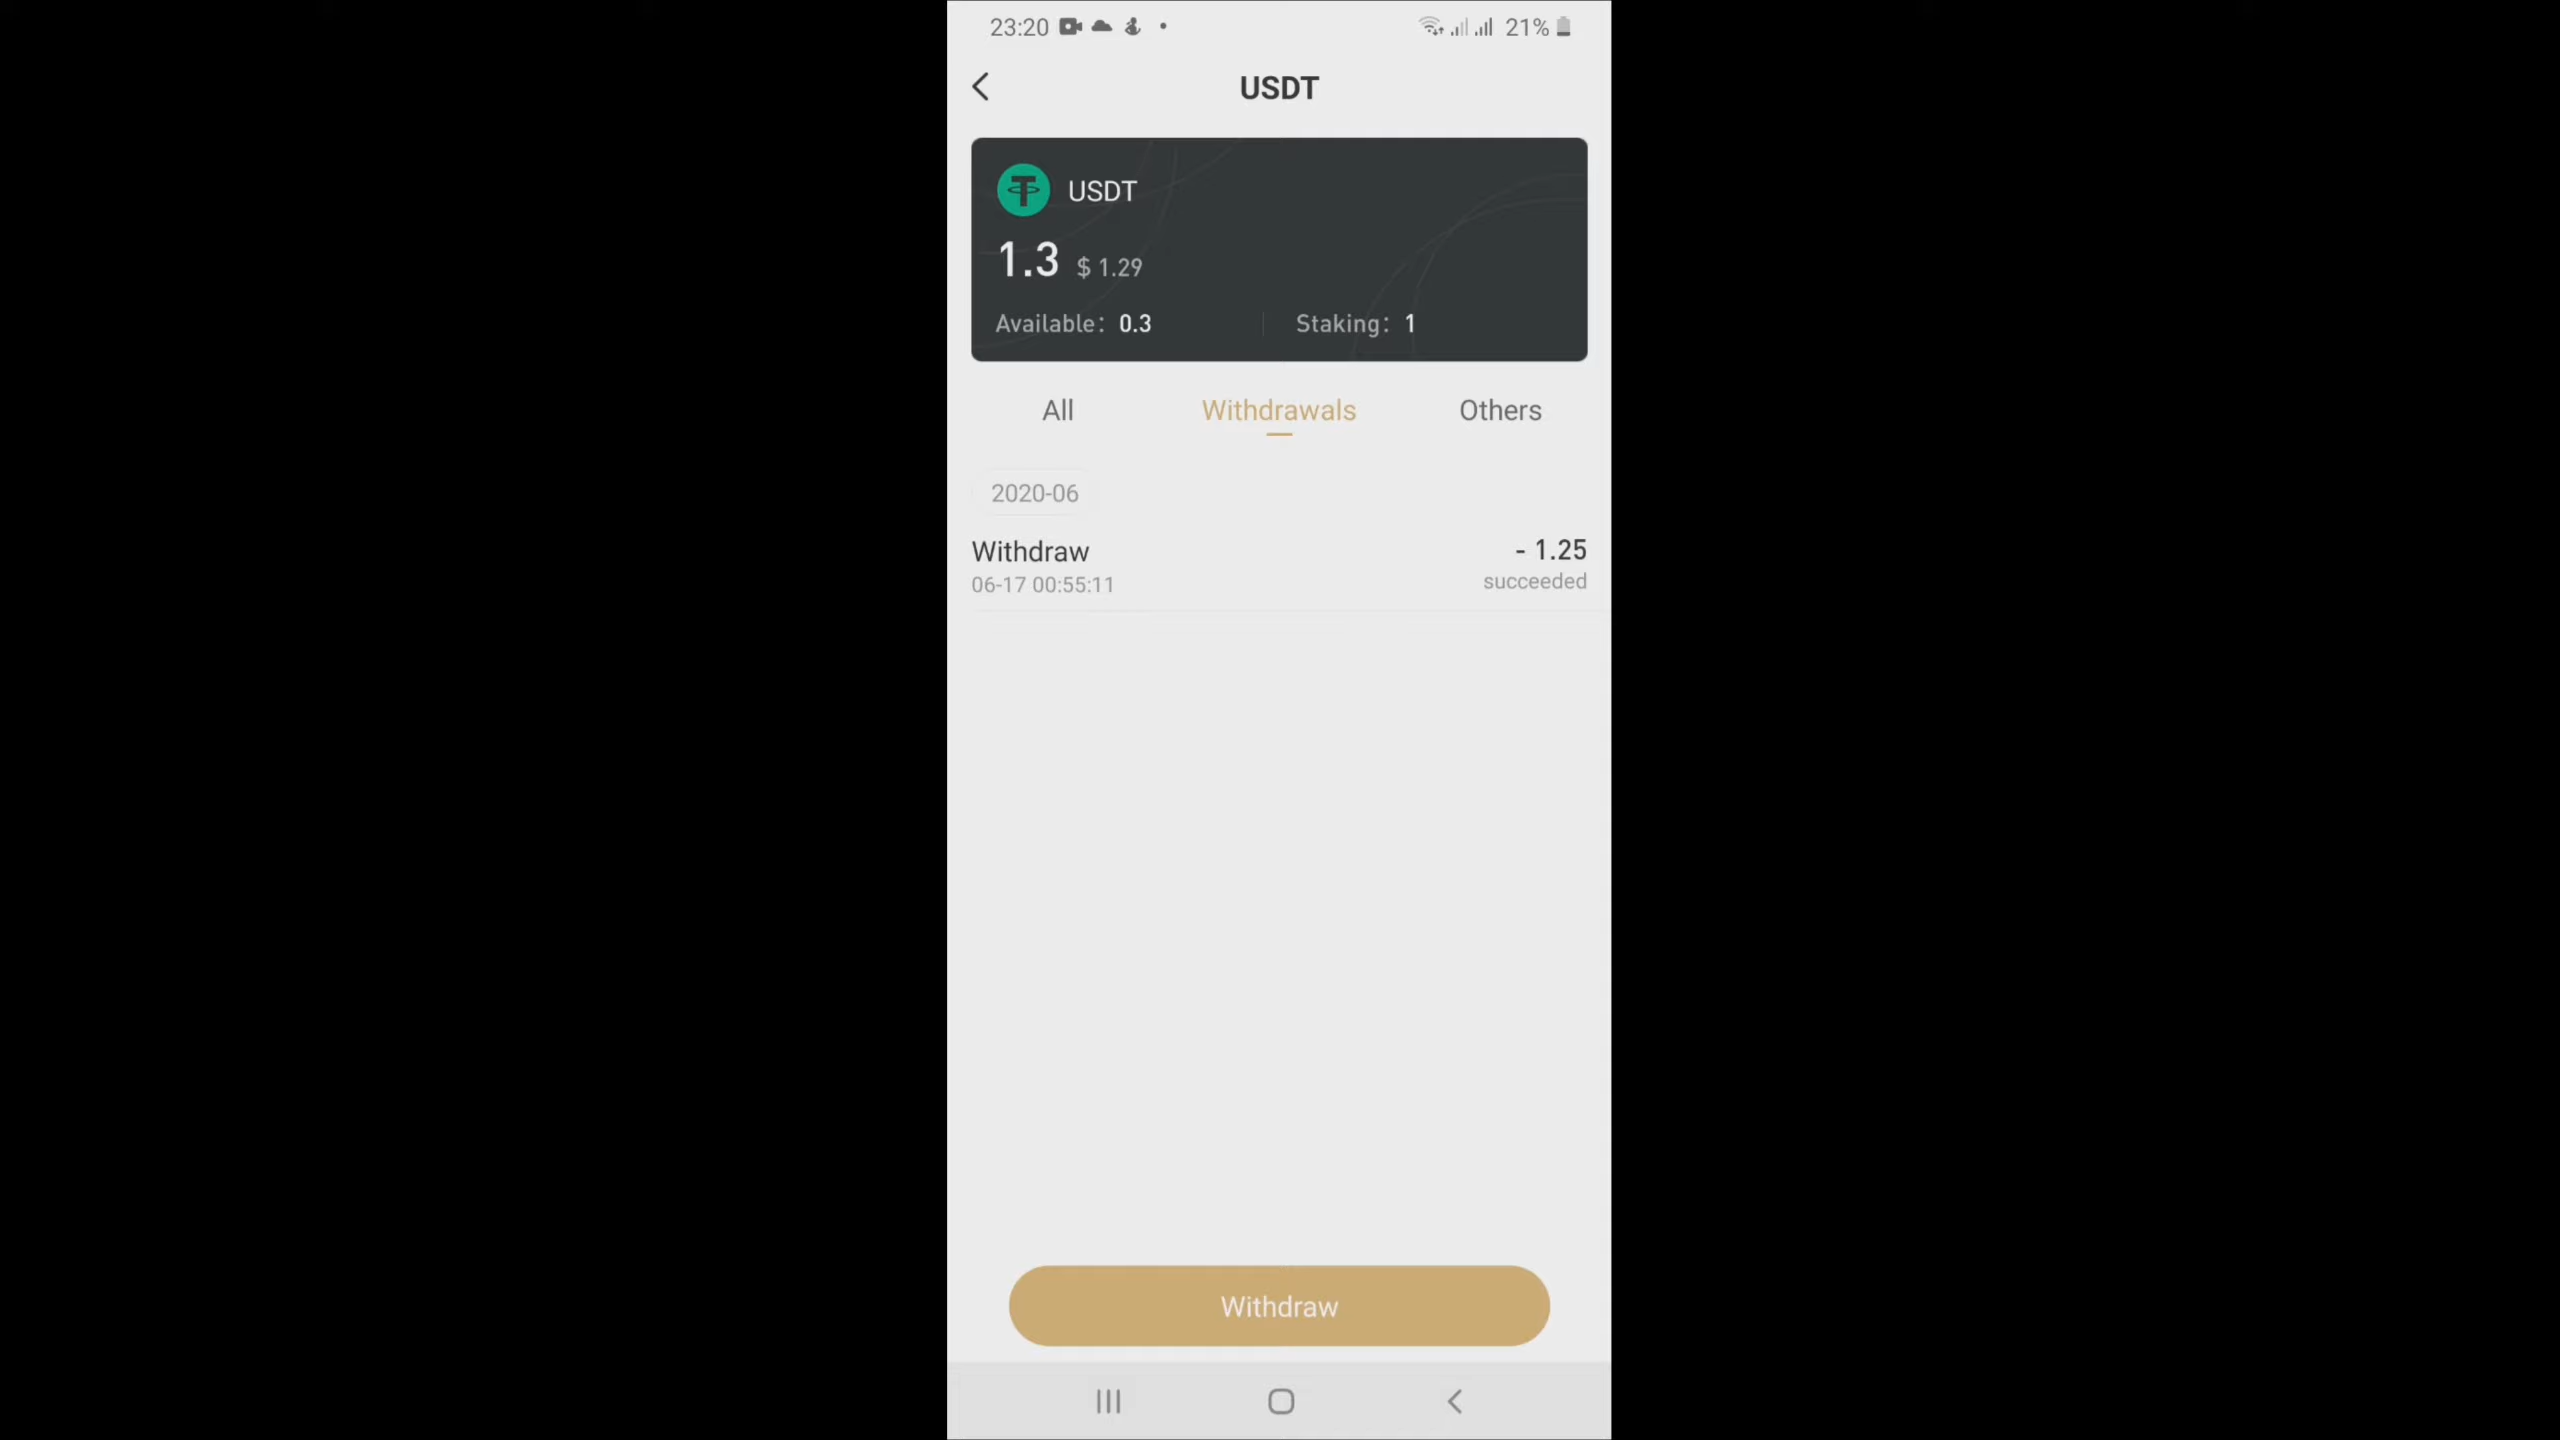 23:20 21%
USDT
USDT
1.3 $ 1.29
Available: 0.3 Staking: 1
All Withdrawals Others
2020-06
Withdraw - 1.25
06-17 00:55:11 succeeded
Withdraw